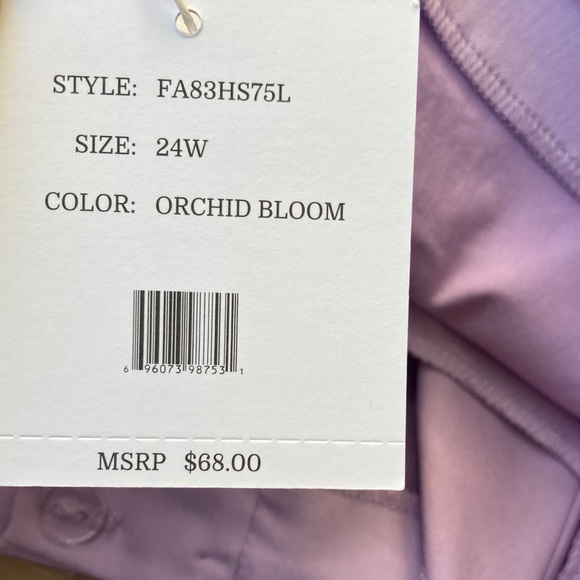 STYLE: FA83HS75L
SIZE: 24W
COLOR: ORCHID BLOOM
6 96073 98753 1
MSRP $68.00